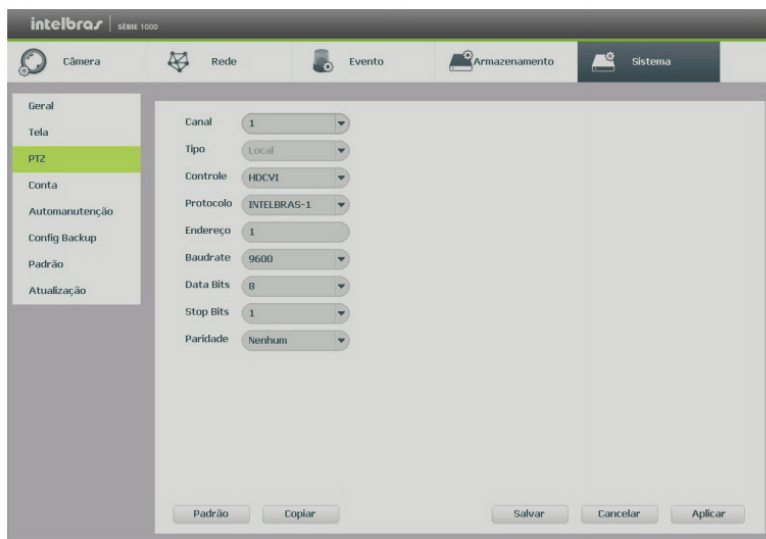 intelbras | SÉRIE 1000
Câmera Rede Evento Armazenamento Sistema
Geral
Tela
PTZ
Conta
Automanutenção
Config Backup
Padrão
Atualização
Canal 1
Tipo Local
Controle HDCVI
Protocolo INTELBRAS-1
Endereço 1
Baudrate 9600
Data Bits 8
Stop Bits 1
Paridade Nenhum
Padrão Copiar Salvar Cancelar Aplicar